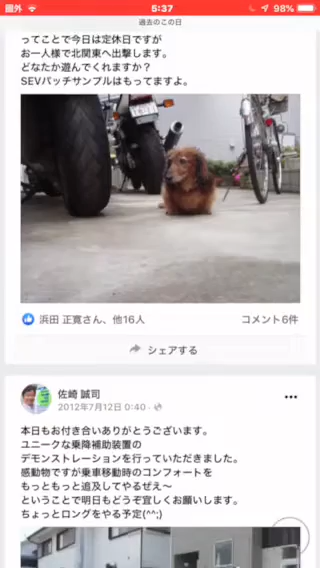 圏外
5:37
98%
過去のこの日
ってことで今日は定休日ですが
お一人様で北関東へ出撃します。
どなたか遊んでくれますか?
SEVパッチサンプルはもってますよ。
浜田 正寛さん、他16人
コメント6件
シェアする
佐崎 誠司
2012年7月12日 0:40
本日もお付き合いありがとうございます。
ユニークな乗降補助装置の
デモンストレーションを行っていただきました。
感動物ですが乗車移動時のコンフォートを
もっともっと追及してやるぜえ〜
ということで明日もどうぞ宜しくお願いします。
ちょっとロングをやる予定(^^;)